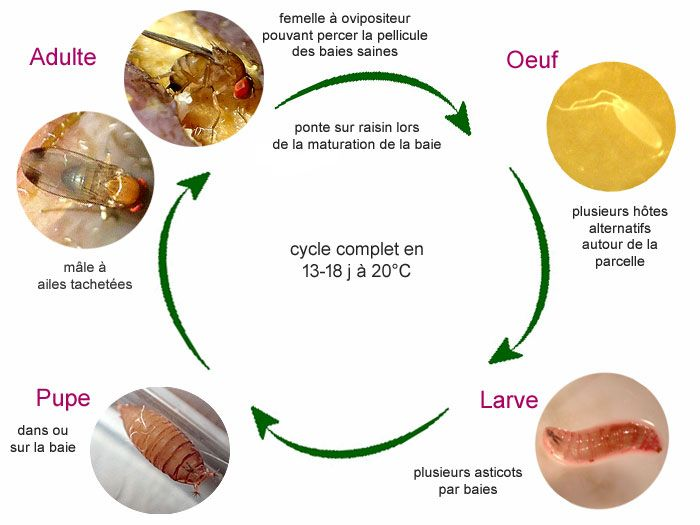 Adulte
femelle à ovipositeur
pouvant percer la pellicule
des baies saines
Oeuf
ponte sur raisin lors
de la maturation de la baie
plusieurs hôtes
alternatifs
autour de la
parcelle
mâle à
ailes tachetées
cycle complet en
13-18 j à 20°C
Pupe
dans ou
sur la baie
Larve
plusieurs asticots
par baies